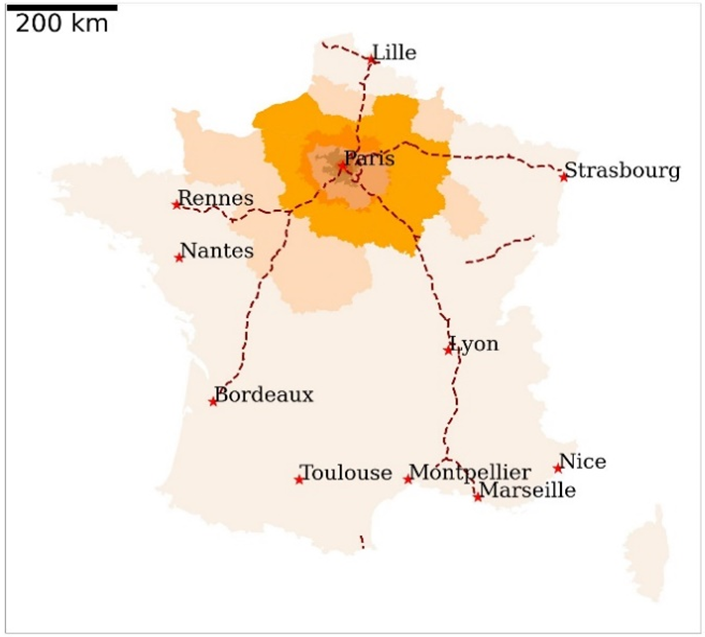 200 km
Lille
Paris
Strasbourg
Rennes
Nantes
Lyon
Bordeaux
Nice
Toulouse
Montpellier
Marseille